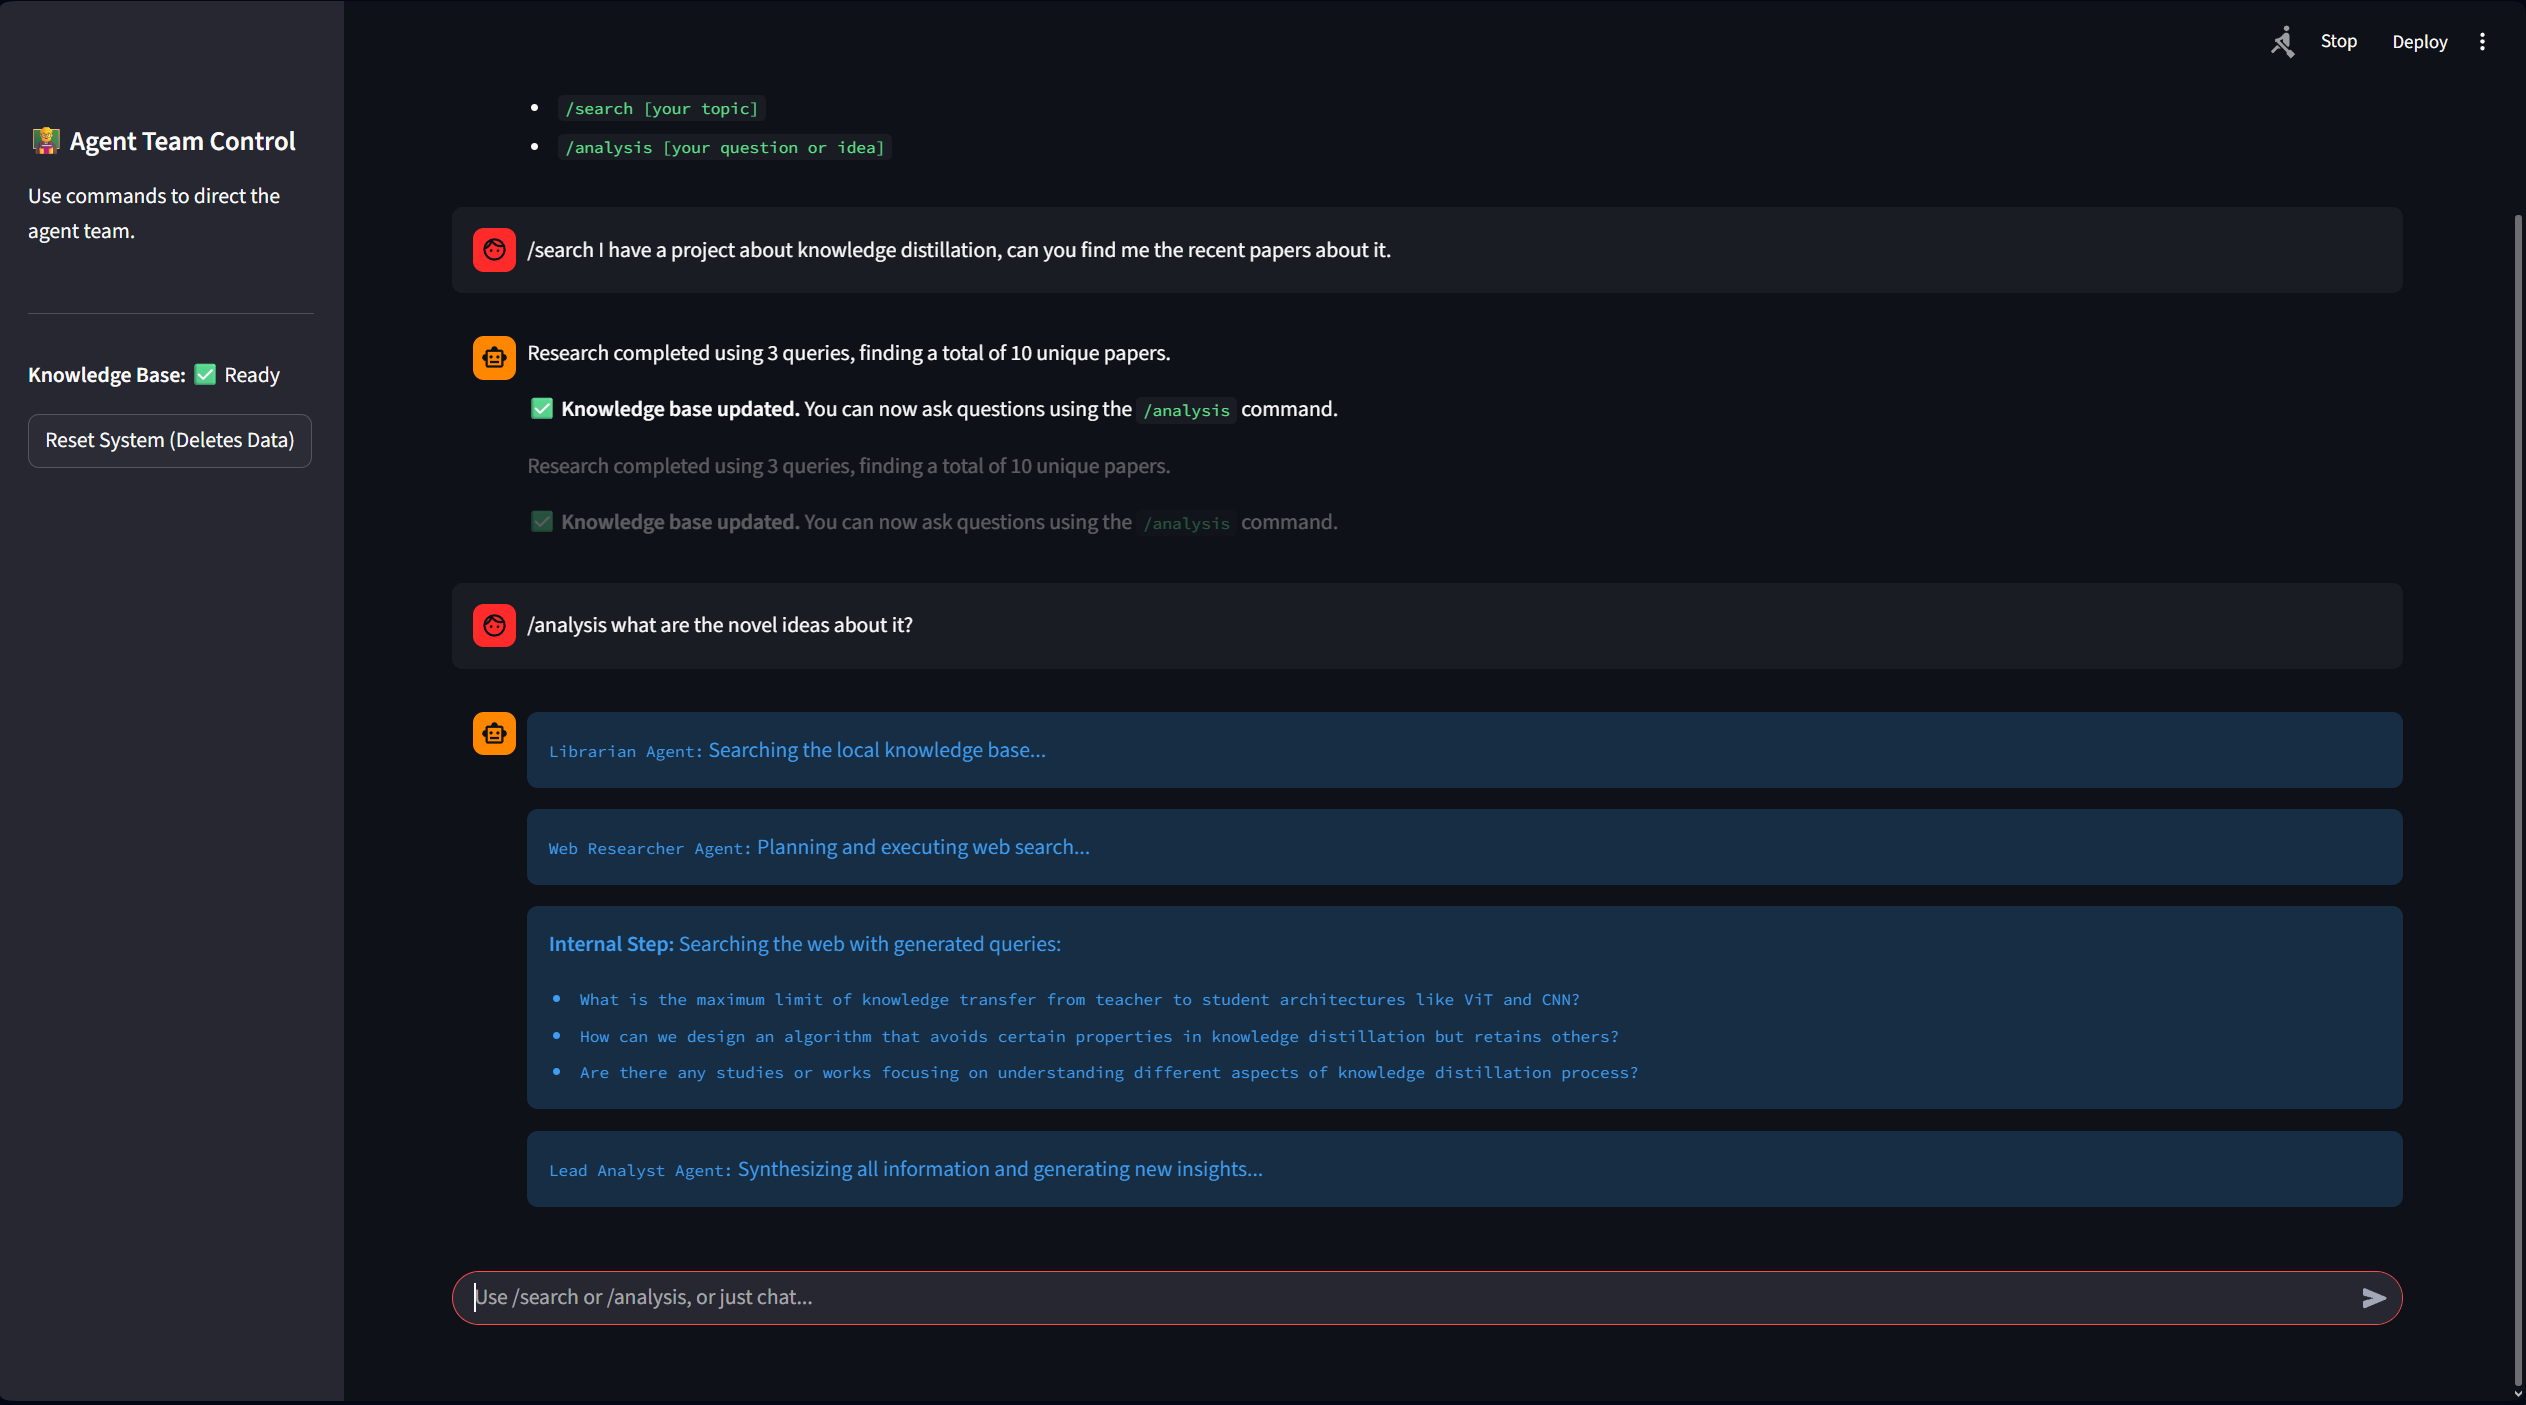 Stop
Deploy
Agent Team Control
Use commands to direct the
agent team.
Knowledge Base: ✅ Ready
Reset System (Deletes Data)
/search [your topic]
/analysis [your question or idea]
/search I have a project about knowledge distillation, can you find me the recent papers about it.
Research completed using 3 queries, finding a total of 10 unique papers.
✅ Knowledge base updated. You can now ask questions using the /analysis command.
Research completed using 3 queries, finding a total of 10 unique papers.
✅ Knowledge base updated. You can now ask questions using the /analysis command.
/analysis what are the novel ideas about it?
Librarian Agent: Searching the local knowledge base...
Web Researcher Agent: Planning and executing web search...
Internal Step: Searching the web with generated queries:
What is the maximum limit of knowledge transfer from teacher to student architectures like ViT and CNN?
How can we design an algorithm that avoids certain properties in knowledge distillation but retains others?
Are there any studies or works focusing on understanding different aspects of knowledge distillation process?
Lead Analyst Agent: Synthesizing all information and generating new insights...
Use /search or /analysis, or just chat...